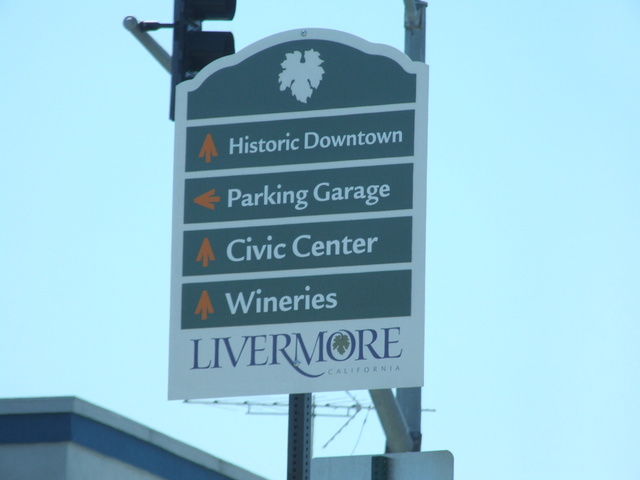 Historic Downtown
Parking Garage
Civic Center
Wineries
LIVERMORE
CALIFORNIA